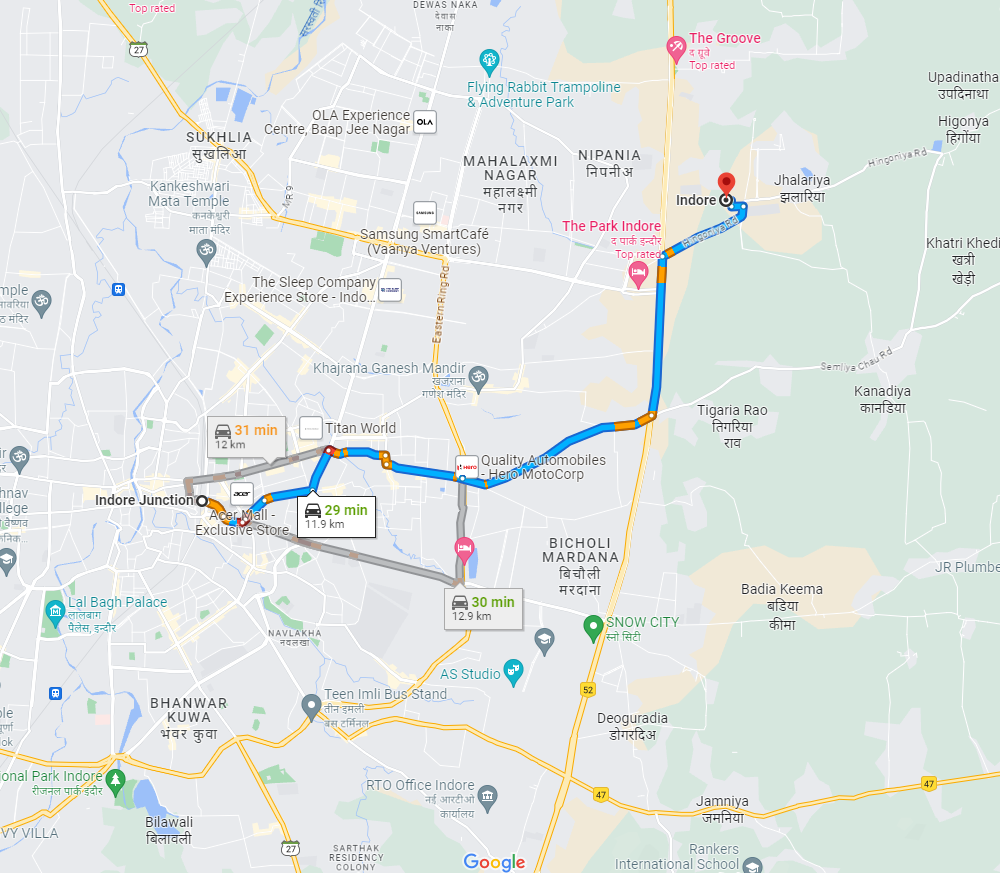 Top rated
DEWAS NAKA
देवास
नाका
27
The Groove
द ग्रूवे
Top rated
Flying Rabbit Trampoline
& Adventure Park
Upadinatha
उपदिनाथा
OLA Experience
Centre, Baap Jee Nagar
OLA
Higonya
हिगोंया
SUKHLIA
सुखलिआ
MAHALAXMI
NAGAR
महालक्ष्मी
नगर
NIPANIA
निपनीअ
Hingoniya Rd
Kankeshwari
Mata Temple
कनकेश्वरी
माता मंदिर
MR 9
Jhalariya
झलारिया
Indore
SAMSUNG
Samsung SmartCafé
(Vaanya Ventures)
The Park Indore
द पार्क इन्दौर
Top rated
Khatri Khedi
खत्री
खेड़ी
The Sleep Company
Experience Store - Indo...
Eastern Ring Rd
mple
Semlya Chau Rd
Khajrana Ganesh Mandir
खजराना
गणेश मंदिर
Kanadiya
कानडिया
Tigaria Rao
तिगरिया
राव
31 min
12 km
Titan World
Quality Automobiles
- Hero MotoCorp
Hero
Indore Junction
acer
Acer Mall -
Exclusive Store
29 min
11.9 km
BICHOLI
MARDANA
बिचौली
मरदाना
JR Plumbe
Badia Keema
बडिया
कीमा
30 min
12.9 km
Lal Bagh Palace
लालबाग
पैलेस, इन्दौर
SNOW CITY
स्नो सिटी
NAVLAKHA
नवलखा
AS Studio
52
Teen Imli Bus Stand
तीन इमली
बस टर्मिनल
BHANWAR
KUWA
भंवर कुवा
Deoguradia
डोगरदिअ
onal Park Indore
रीजनल पार्क इंदौर
RTO Office Indore
नई आरटीओ
कार्यालय
47
47
Jamniya
जमनिया
Bilawali
बिलावली
VY VILLA
27
SARTHAK
RESIDENCY
COLONY
Google
Rankers
International School